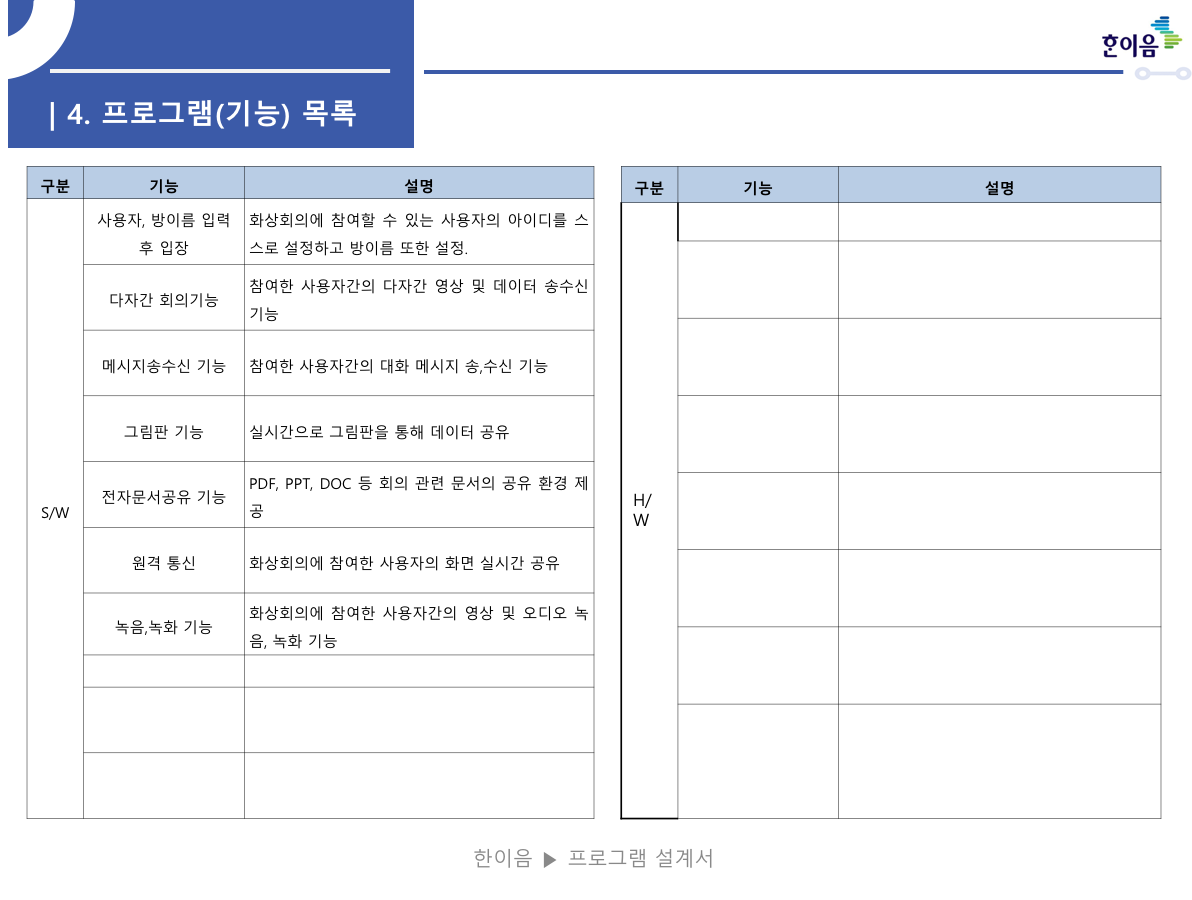 한이음
| 4. 프로그램(기능) 목록
구분 기능 설명
S/W
사용자, 방이름 입력
후 입장
화상회의에 참여할 수 있는 사용자의 아이디를 스
스로 설정하고 방이름 또한 설정.
다자간 회의기능
참여한 사용자간의 다자간 영상 및 데이터 송수신
기능
메시지송수신 기능
참여한 사용자간의 대화 메시지 송,수신 기능
그림판 기능
실시간으로 그림판을 통해 데이터 공유
전자문서공유 기능
PDF, PPT, DOC 등 회의 관련 문서의 공유 환경 제
공
원격 통신
화상회의에 참여한 사용자의 화면 실시간 공유
녹음,녹화 기능
화상회의에 참여한 사용자간의 영상 및 오디오 녹
음, 녹화 기능
구분 기능 설명
H/
W
한이음 ▶ 프로그램 설계서